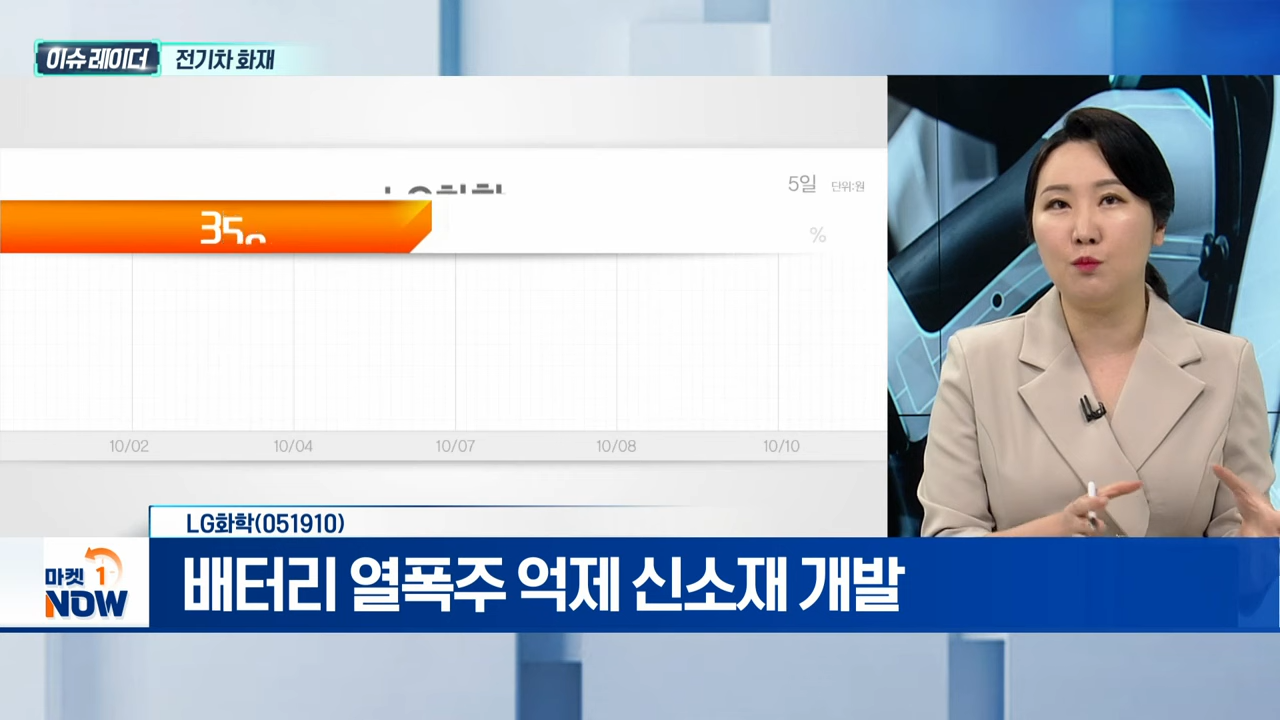 이슈 레이더 전기차 화재
5일 단위:원
%
10/02 10/04 10/07 10/08 10/10
LG화학(051910)
마켓 1
NOW
배터리 열폭주 억제 신소재 개발